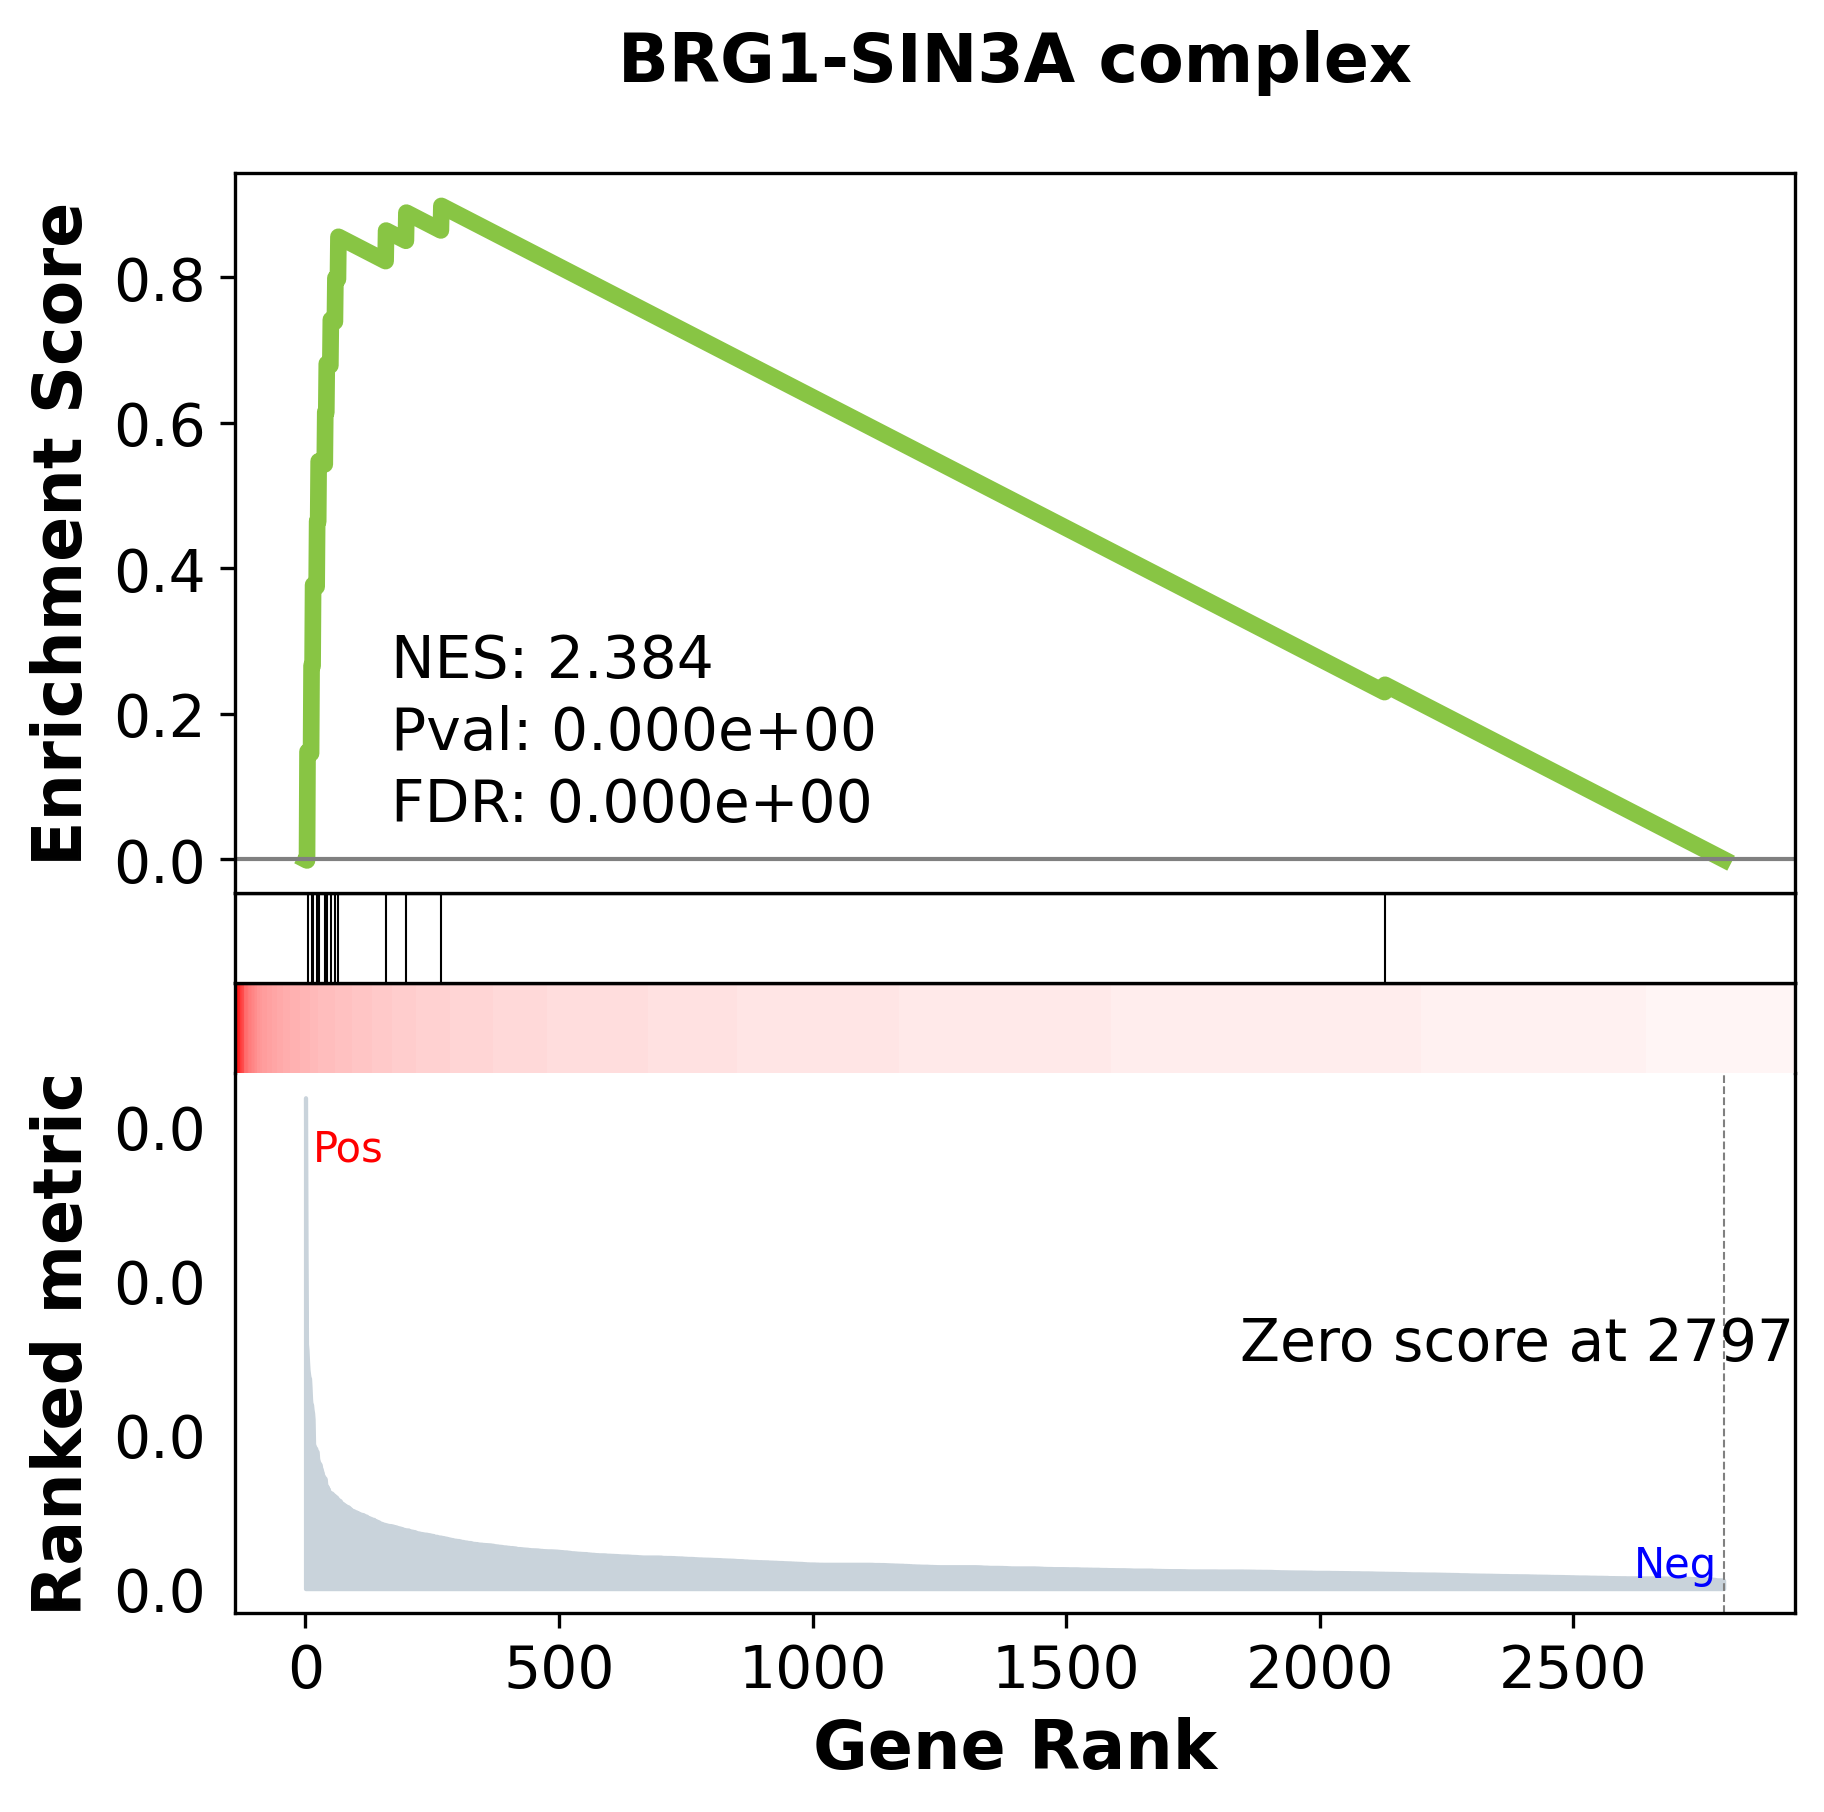 BRG1-SIN3A complex
Enrichment Score
0.8
0.6
0.4
0.2
0.0
NES: 2.384
Pval: 0.000e+00
FDR: 0.000e+00
Ranked metric
0.0
0.0
0.0
0.0
Pos
Zero score at 2797
Neg
0 500 1000 1500 2000 2500
Gene Rank